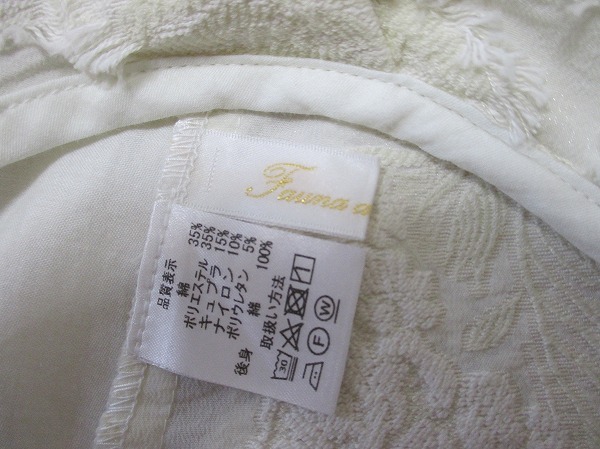 Fauna a
品質表示
綿 35%
ポリエステル 35%
キュプラ 15%
ナイロン 10%
ポリウレタン 5%
後身 綿 100%
取扱い方法
30
F W